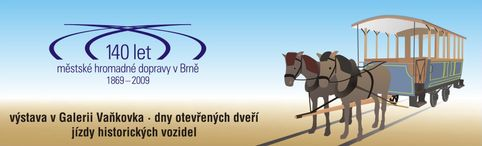 140 let
městské hromadné dopravy v Brně
1869 – 2009
výstava v Galerii Vaňkovka · dny otevřených dveří
jízdy historických vozidel